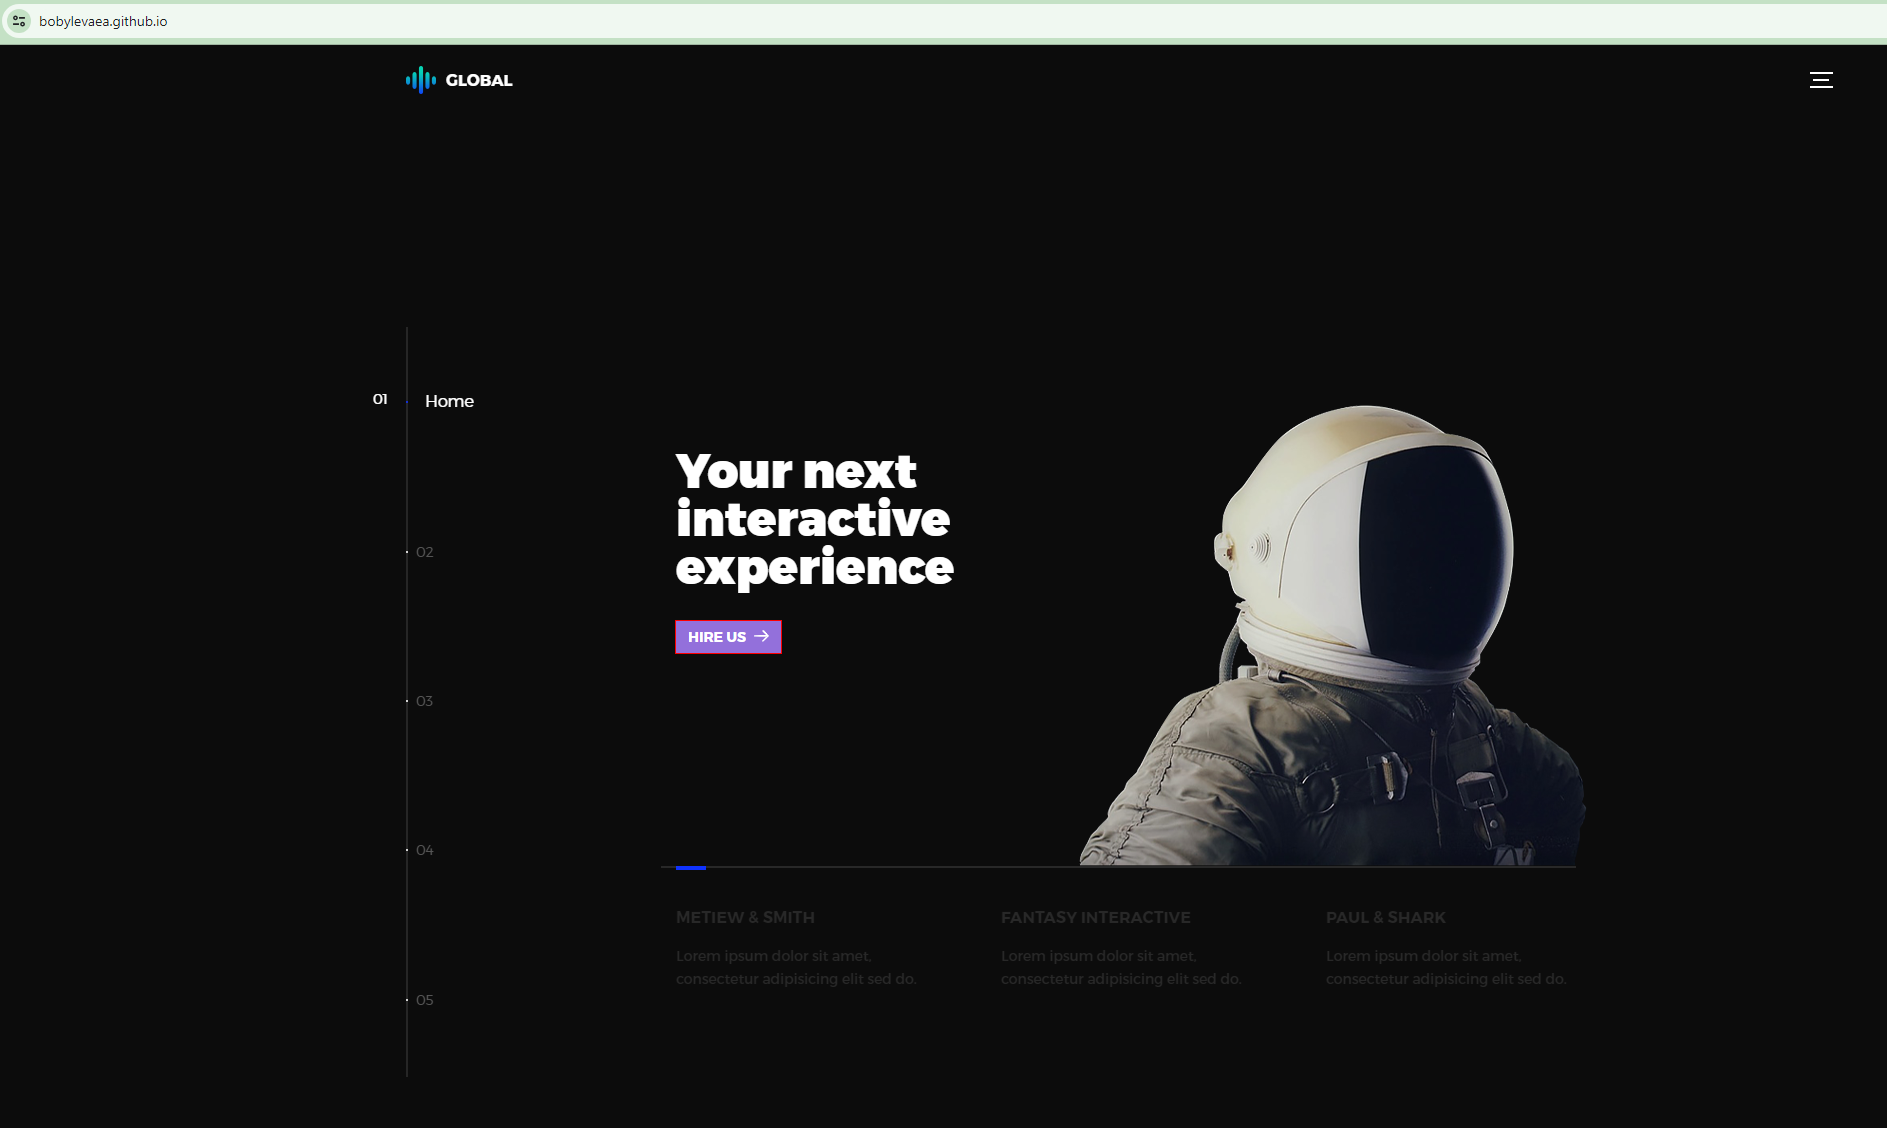 bobylevaea.github.io
GLOBAL
01
Home
Your next
interactive
experience
HIRE US
02
03
04
05
METIEW & SMITH
Lorem ipsum dolor sit amet,
consectetur adipisicing elit sed do.
FANTASY INTERACTIVE
Lorem ipsum dolor sit amet,
consectetur adipisicing elit sed do.
PAUL & SHARK
Lorem ipsum dolor sit amet,
consectetur adipisicing elit sed do.